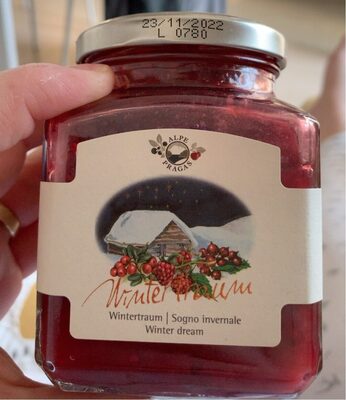 23/11/2022
L 0780
ALPE
PRAGAS
Wintertraum
Wintertraum | Sogno invernale
Winter dream